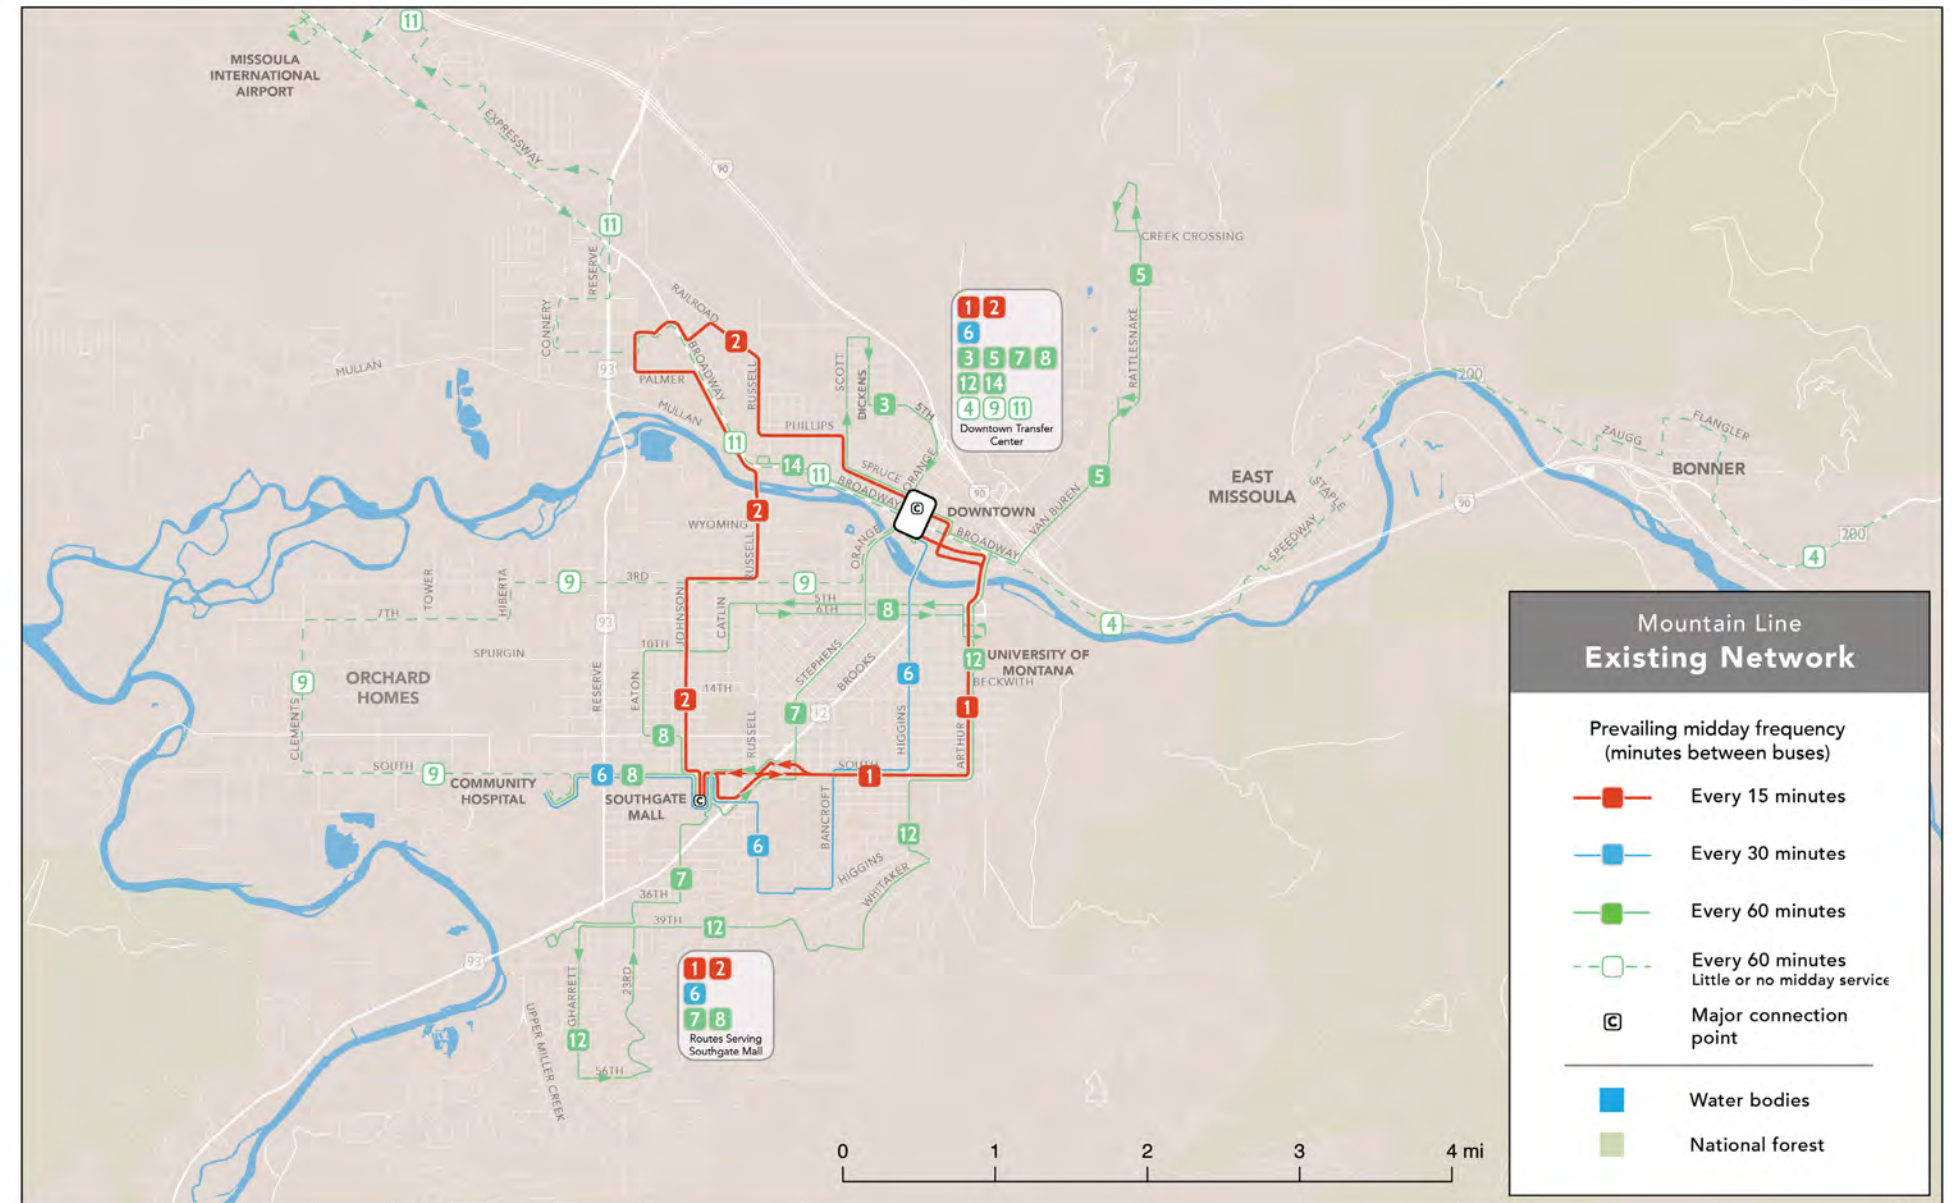 11
MISSOULA
INTERNATIONAL
AIRPORT
EXPRESSWAY
90
11
CREEK CROSSING
RESERVE
5
RAILROAD
CONNERY
2
BROADWAY
RUSSELL
SCOTT
DICKENS
RATTLESNAKE
1 2
6
3 5 7 8
12 14
4 9 11
Downtown Transfer
Center
MULLAN
93
PALMER
200
3
5TH
MULLAN
PHILLIPS
FLANGLER
ZAUGG
11
14
11
SPRUCE
ORANGE
BROADWAY
5
BONNER
EAST
MISSOULA
STAPLE
90
90
C
DOWNTOWN
VAN BUREN
2
WYOMING
ORANGE
BROADWAY
SPEEDWAY
200
4
RUSSELL
9
3RD
9
TOWER
HIBERTA
7TH
5TH
6TH
8
4
JOHNSON
CATLIN
93
10TH
SPURGIN
STEPHENS
BROOKS
12
UNIVERSITY OF
MONTANA
BECKWITH
ORCHARD
HOMES
9
RESERVE
EATON
2
14TH
6
7
12
1
CLEMENTS
8
RUSSELL
HIGGINS
ARTHUR
SOUTH
9
SOUTH
1
COMMUNITY
HOSPITAL
6
8
SOUTHGATE
MALL
C
BANCROFT
12
6
HIGGINS
WHITAKER
7
36TH
39TH
12
93
GHARRETT
23RD
UPPER MILLER CREEK
12
56TH
1 2
6
7 8
Routes Serving
Southgate Mall
Mountain Line
Existing Network
Prevailing midday frequency
(minutes between buses)
Every 15 minutes
Every 30 minutes
Every 60 minutes
Every 60 minutes
Little or no midday service
C
Major connection
point
Water bodies
National forest
0 1 2 3 4 mi